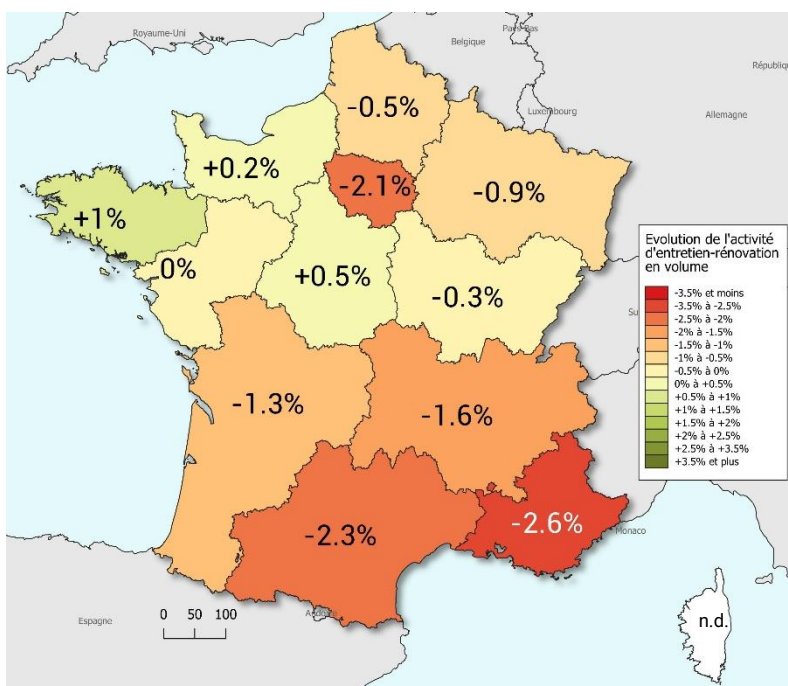 Royaume-Uni
Pays-Bas
Belgique
République
Luxembourg
Allemagne
-0.5%
+0.2%
-2.1%
-0.9%
+1%
0%
+0.5%
-0.3%
Evolution de l'activité
d'entretien-rénovation
en volume
-3.5% et moins
-3.5% à -2.5%
-2.5% à -2%
-2% à -1.5%
-1.5% à -1%
-1% à -0.5%
-0.5% à 0%
0% à +0.5%
+0.5% à +1%
+1% à +1.5%
+1.5% à +2%
+2% à +2.5%
+2.5% à +3.5%
+3.5% et plus
-1.3%
-1.6%
-2.6%
-2.3%
Monaco
Espagne
0 50 100
n.d.